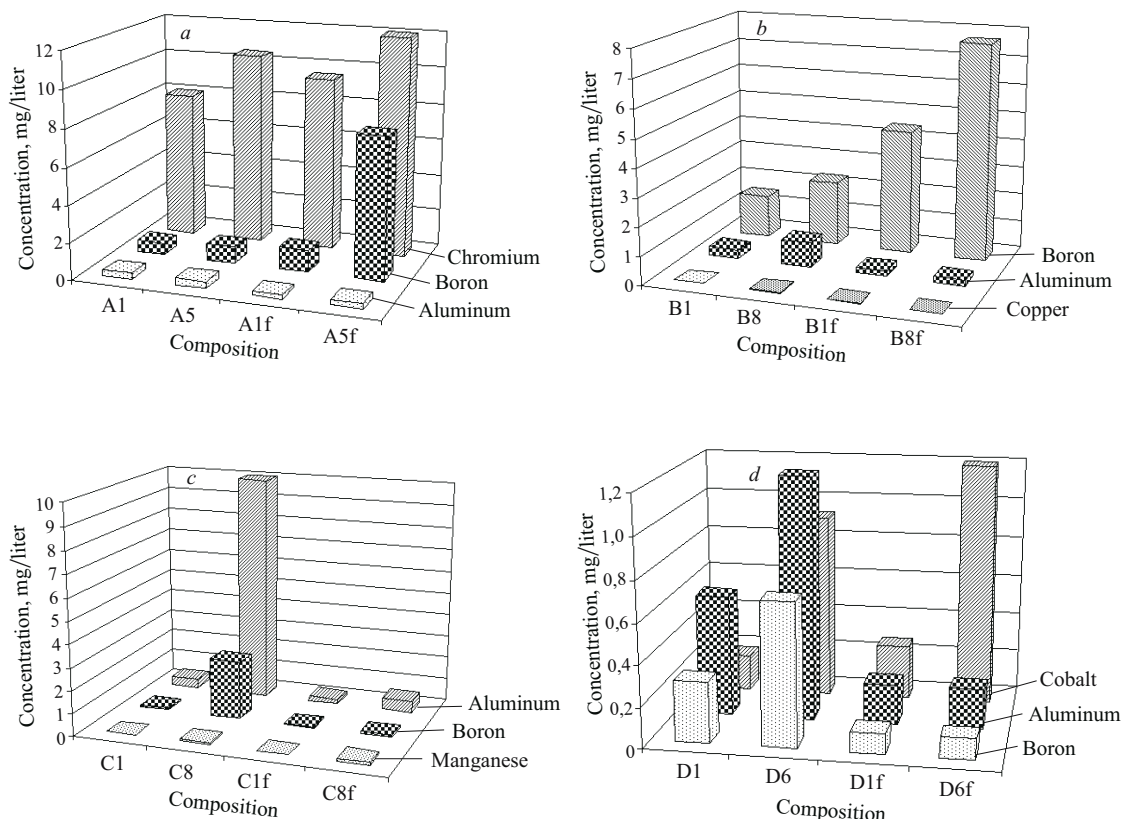 a
Concentration, mg/liter
12
10
8
6
4
2
0
A1
A5
A1f
A5f
Composition
Chromium
Boron
Aluminum
b
Concentration, mg/liter
8
7
6
5
4
3
2
1
0
B1
B8
B1f
B8f
Composition
Boron
Aluminum
Copper
c
Concentration, mg/liter
10
9
8
7
6
5
4
3
2
1
0
C1
C8
C1f
C8f
Composition
Aluminum
Boron
Manganese
d
Concentration, mg/liter
1,2
1,0
0,8
0,6
0,4
0,2
0
D1
D6
D1f
D6f
Composition
Cobalt
Aluminum
Boron